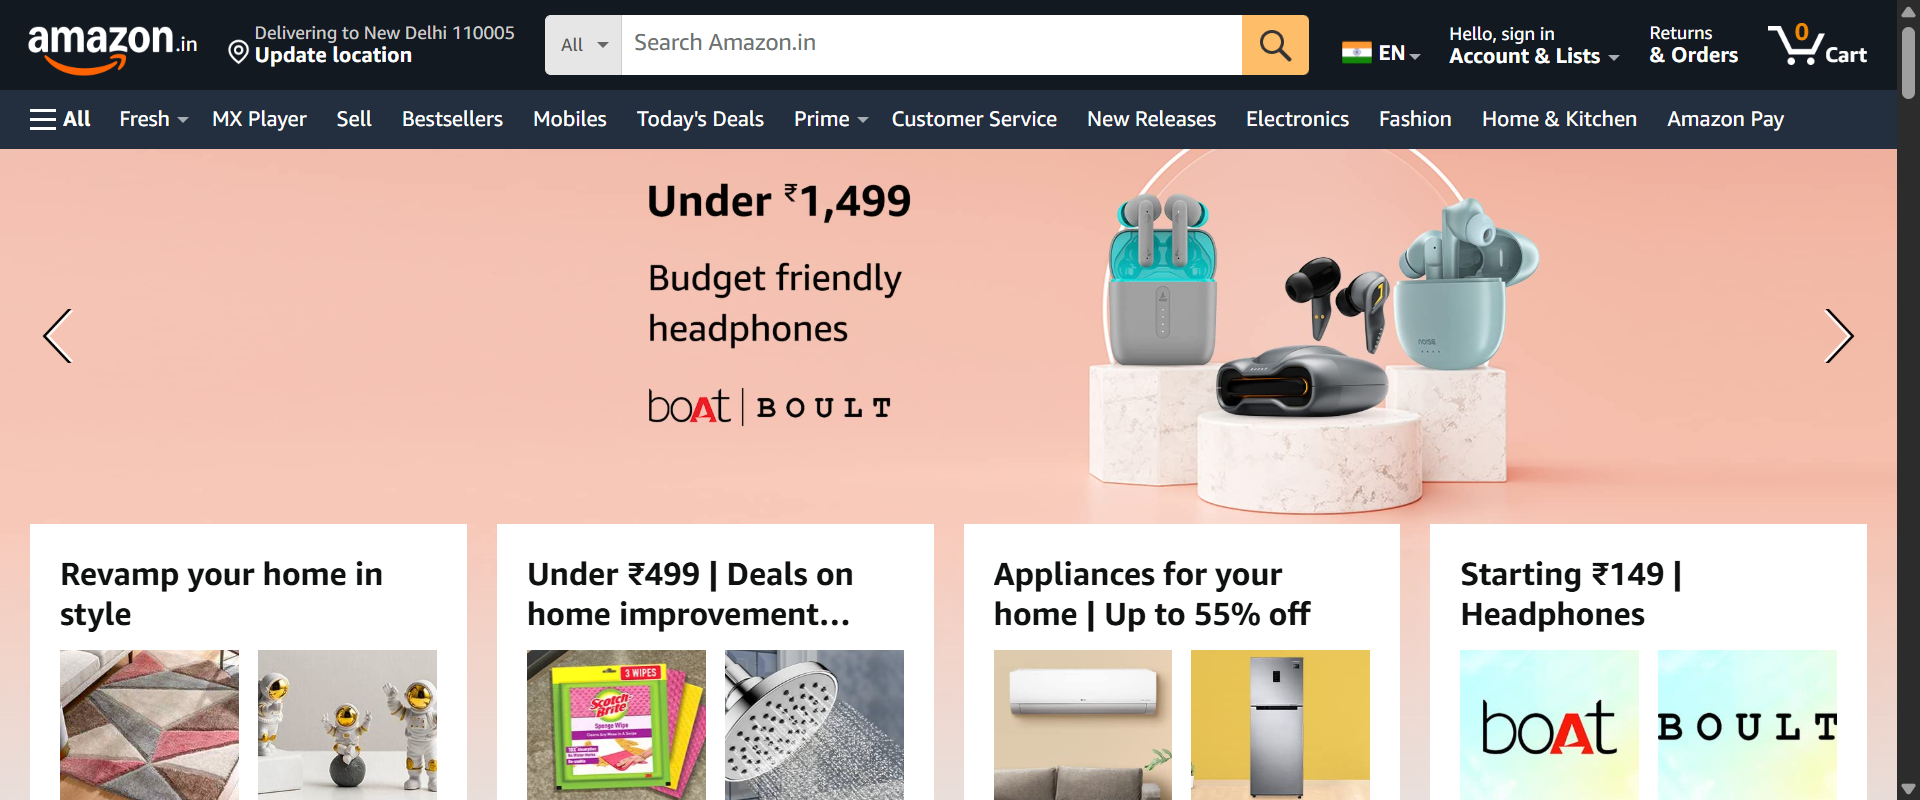 amazon.in
Delivering to New Delhi 110005
Update location
All
Search Amazon.in
EN
Hello, sign in
Account & Lists
Returns
& Orders
0
Cart
All
Fresh
MX Player
Sell
Bestsellers
Mobiles
Today's Deals
Prime
Customer Service
New Releases
Electronics
Fashion
Home & Kitchen
Amazon Pay
Under ₹1,499
Budget friendly
headphones
boAt | BOULT
noise
Revamp your home in
style
Under ₹499 | Deals on
home improvement...
Appliances for your
home | Up to 55% off
Starting ₹149 |
Headphones
3 WIPES
Scotch-
Brite
Sponge Wipe
boAt
BOULT